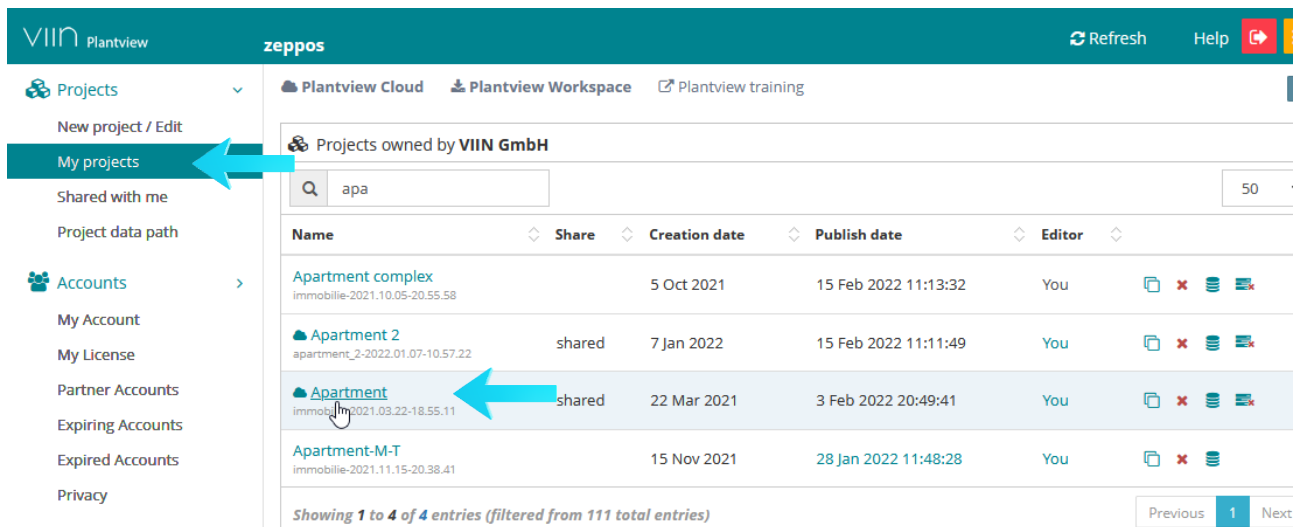 VIIN Plantview
zeppos
Refresh
Help
Projects
New project / Edit
My projects
Shared with me
Project data path
Accounts
My Account
My License
Partner Accounts
Expiring Accounts
Expired Accounts
Privacy
Plantview Cloud Plantview Workspace Plantview training
Projects owned by VIIN GmbH
apa
50
Name Share Creation date Publish date Editor
Apartment complex 5 Oct 2021 15 Feb 2022 11:13:32 You
immobilie-2021.10.05-20.55.58
Apartment 2 shared 7 Jan 2022 15 Feb 2022 11:11:49 You
apartment_2-2022.01.07-10.57.22
Apartment shared 22 Mar 2021 3 Feb 2022 20:49:41 You
2021.03.22-18.55.11
Apartment-M-T 15 Nov 2021 28 Jan 2022 11:48:28 You
immobilie-2021.11.15-20.38.41
Showing 1 to 4 of 4 entries (filtered from 111 total entries)
Previous 1 Next